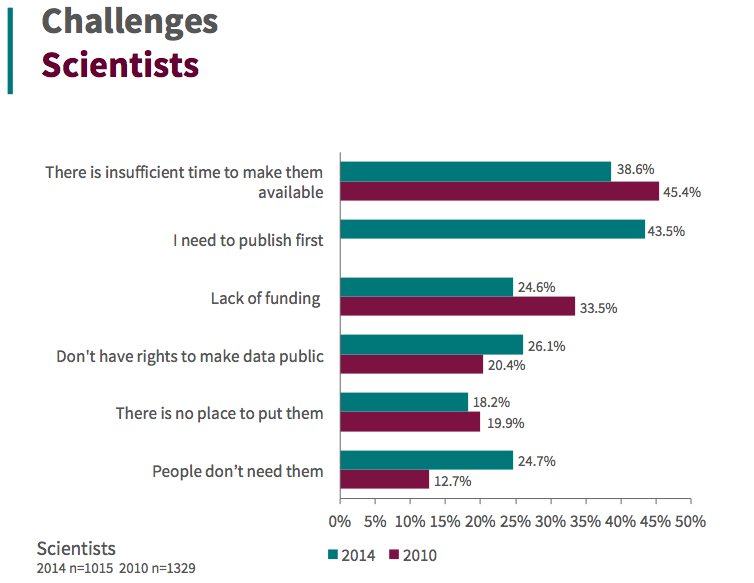 Challenges
Scientists
There is insufficient time to make them
available
38.6%
45.4%
I need to publish first
43.5%
Lack of funding
24.6%
33.5%
Don't have rights to make data public
26.1%
20.4%
There is no place to put them
18.2%
19.9%
People don’t need them
24.7%
12.7%
0% 5% 10% 15% 20% 25% 30% 35% 40% 45% 50%
2014 2010
Scientists
2014 n=1015 2010 n=1329